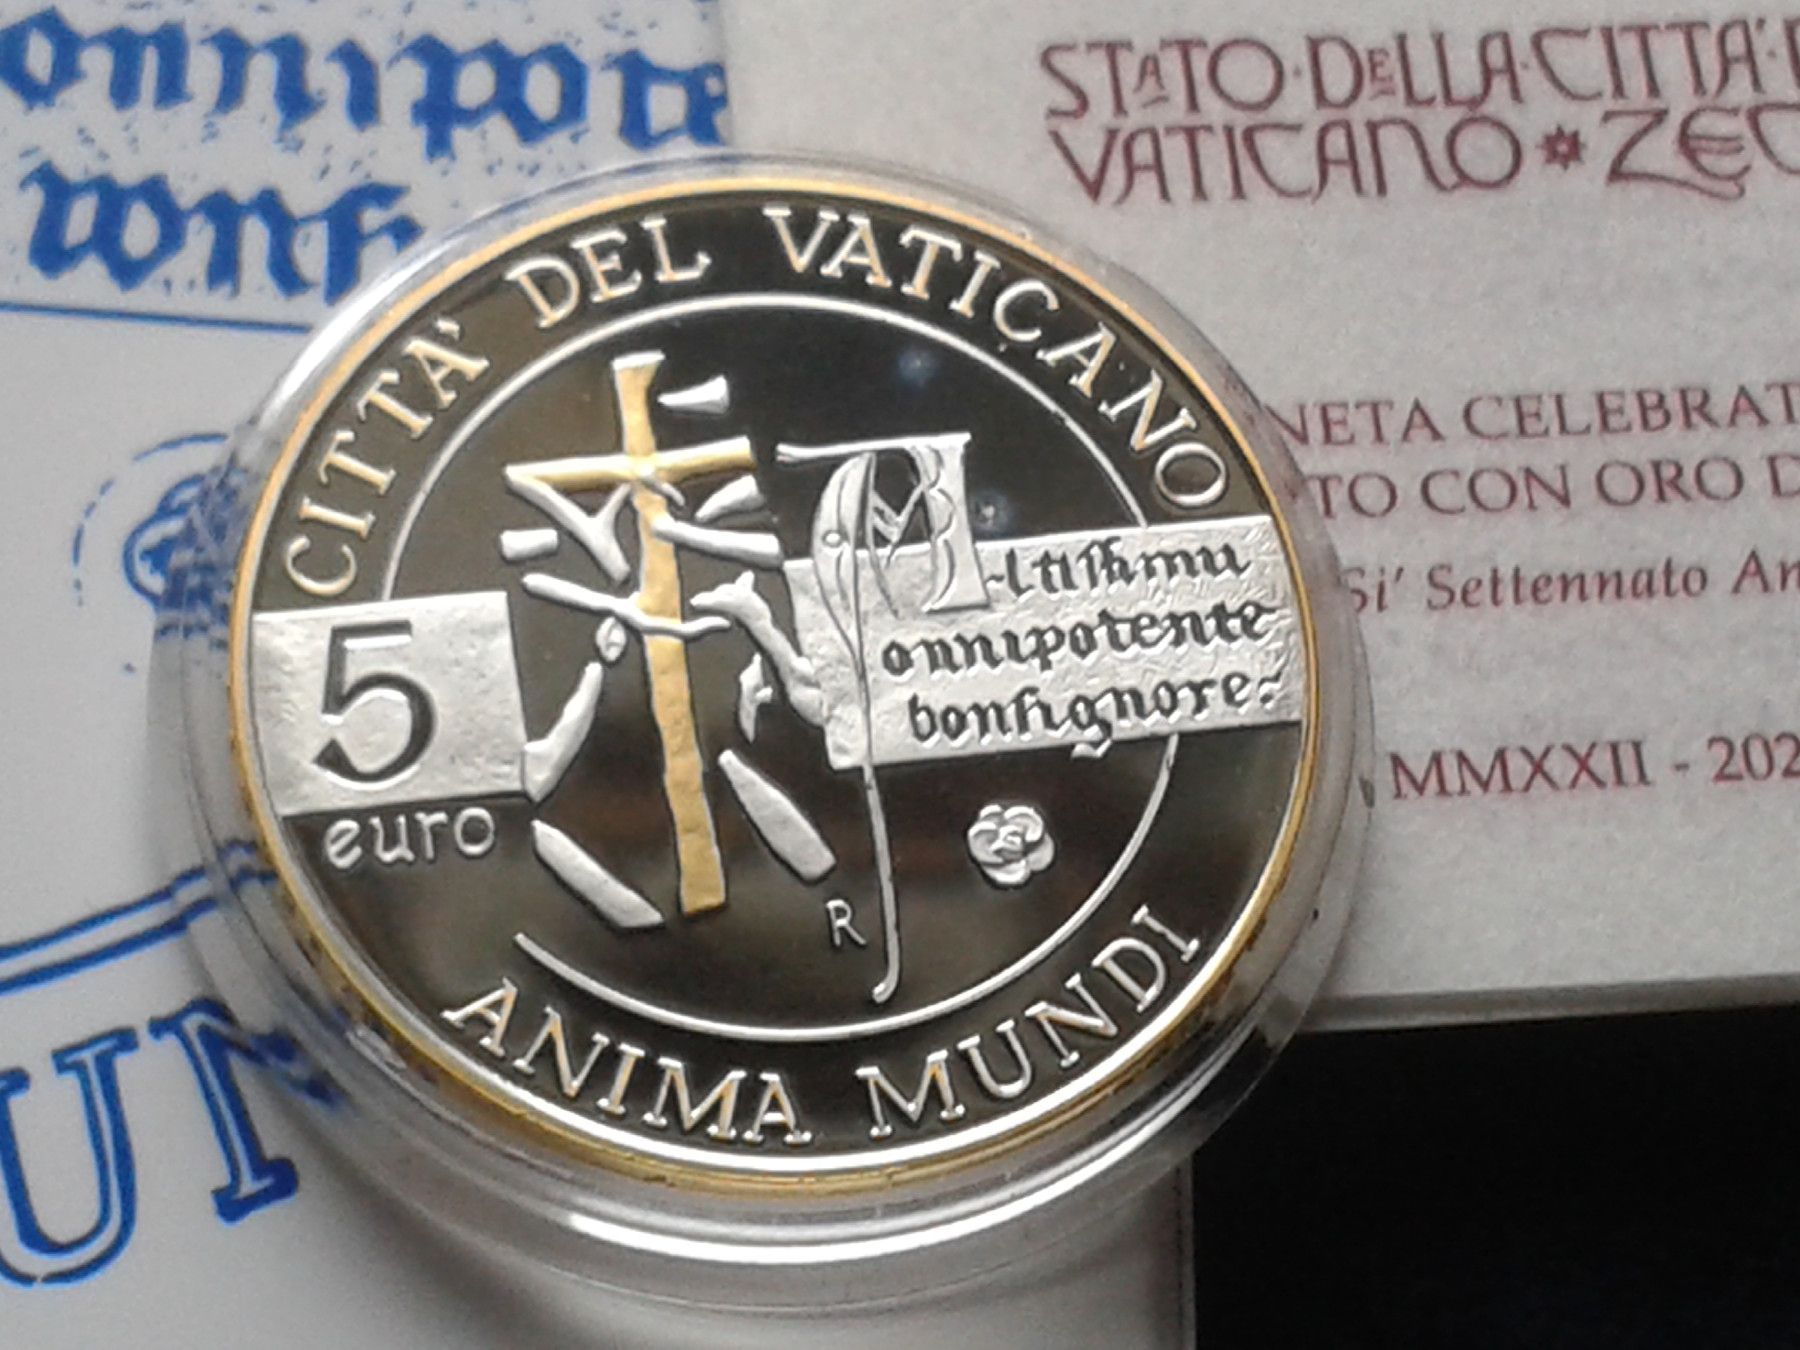 onnipote
STATO·DELLA·CITTA'·
VATICANO * ZEC
CITTA' DEL VATICANO
NETA CELEBRAT
TO CON ORO D
Si' Settennato An
MMXXII - 202
5
euro
Altissimu
onnipotente
bonsignore:
R
ANIMA MUNDI
UN